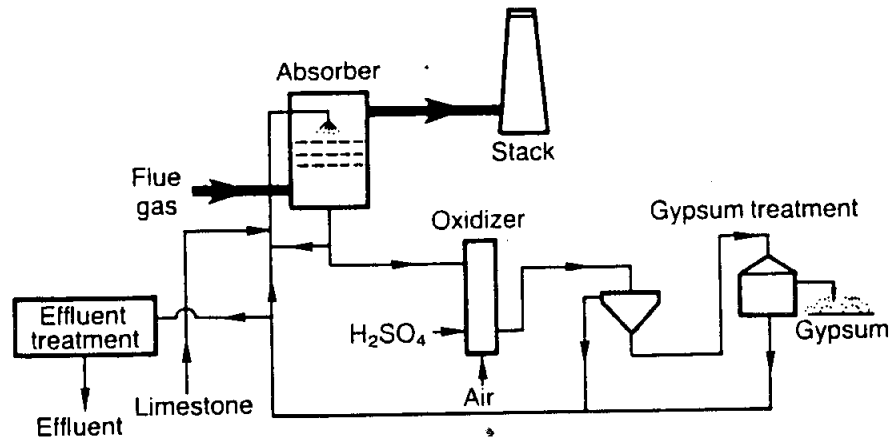 Absorber
Stack
Flue
gas
Oxidizer
Gypsum treatment
Effluent
treatment
H₂SO₄
Gypsum
Air
Limestone
Effluent